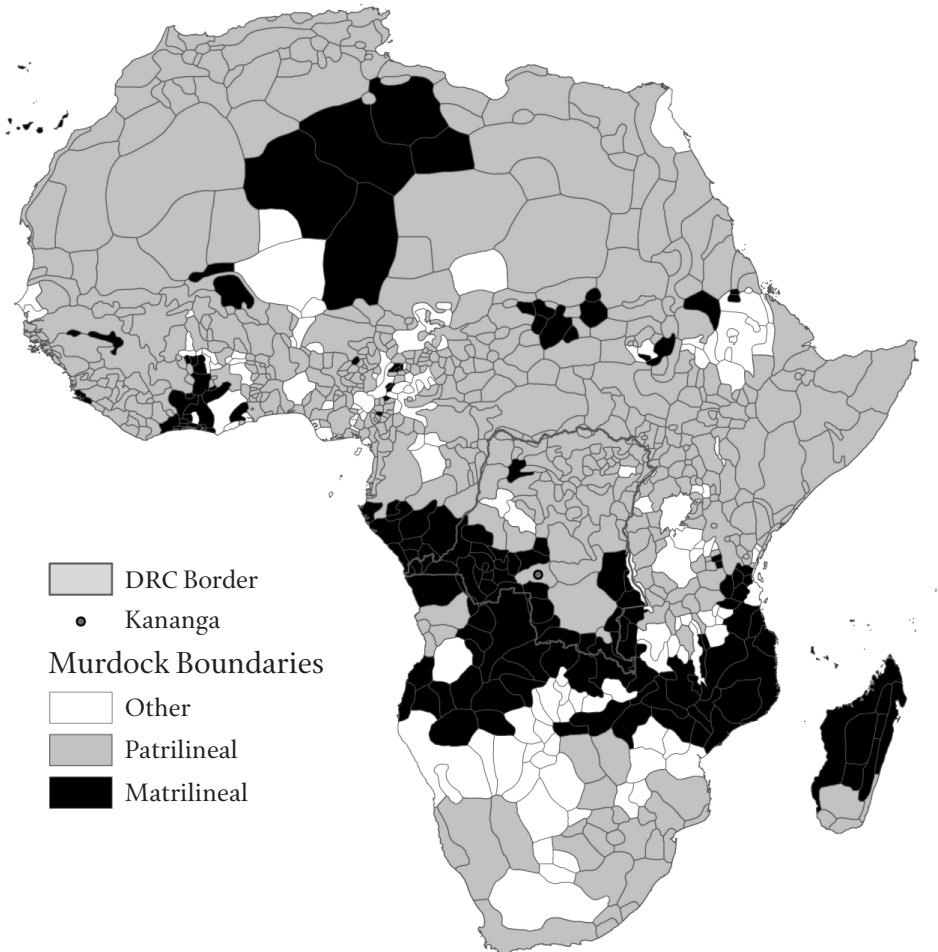 DRC Border
Kananga
Murdock Boundaries
Other
Patrilineal
Matrilineal